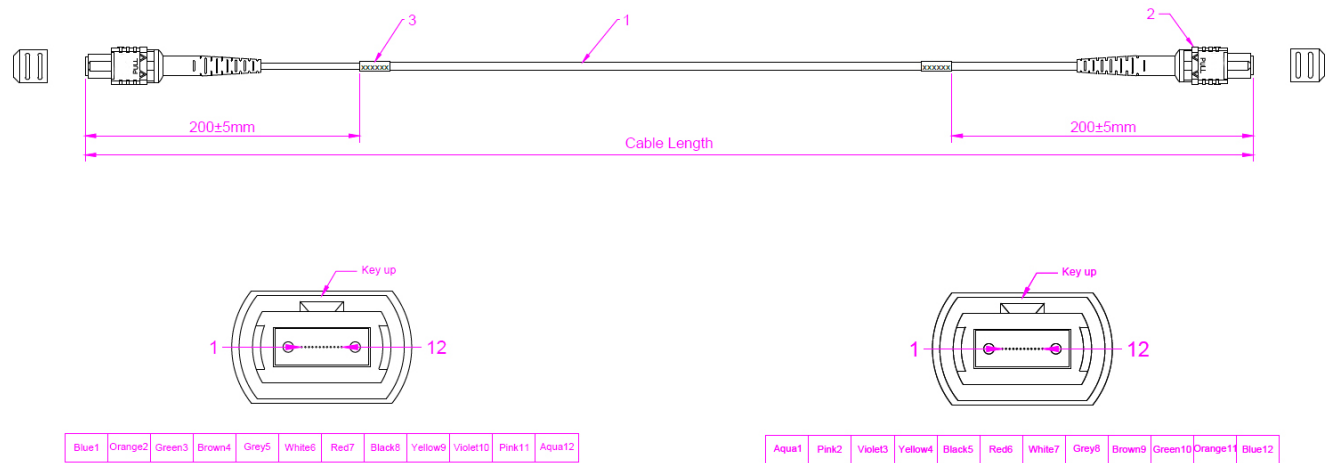 3
1
2
PULL
xxxxxx
xxxxxx
PULL
200±5mm
200±5mm
Cable Length
Key up
Key up
1
12
1
12
Blue1 Orange2 Green3 Brown4 Grey5 White6 Red7 Black8 Yellow9 Violet10 Pink11 Aqua12
Aqua1 Pink2 Violet3 Yellow4 Black5 Red6 White7 Grey8 Brown9 Green10 Orange11 Blue12